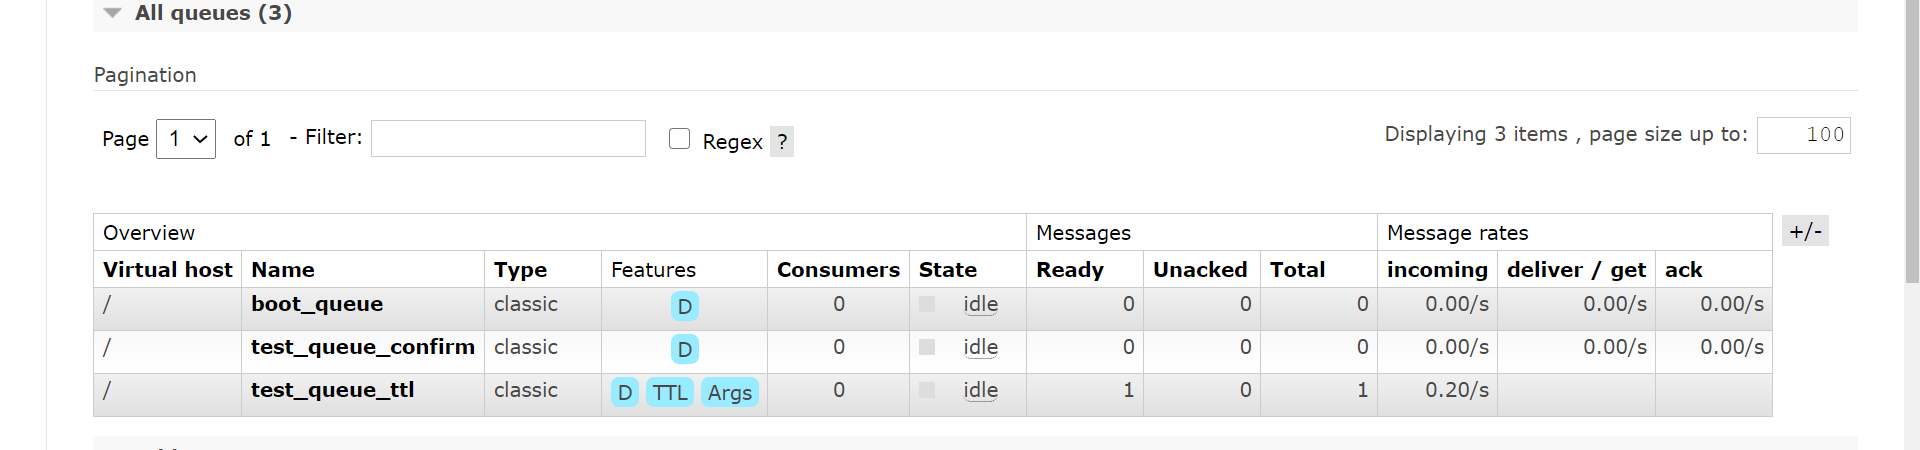 All queues (3)
Pagination
Page 1 of 1 - Filter: Regex ? Displaying 3 items , page size up to: 100
Overview Messages Message rates +/-
Virtual host Name Type Features Consumers State Ready Unacked Total incoming deliver / get ack
/ boot_queue classic D 0 idle 0 0 0 0.00/s 0.00/s 0.00/s
/ test_queue_confirm classic D 0 idle 0 0 0 0.00/s 0.00/s 0.00/s
/ test_queue_ttl classic D TTL Args 0 idle 1 0 1 0.20/s